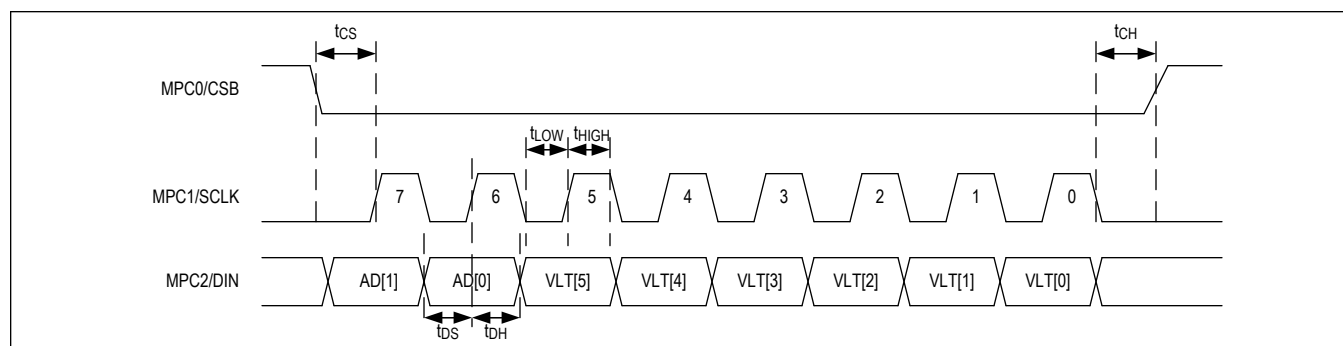 tCS tCH
MPC0/CSB
tLOW tHIGH
MPC1/SCLK 7 6 5 4 3 2 1 0
MPC2/DIN AD[1] AD[0] VLT[5] VLT[4] VLT[3] VLT[2] VLT[1] VLT[0]
tDS tDH